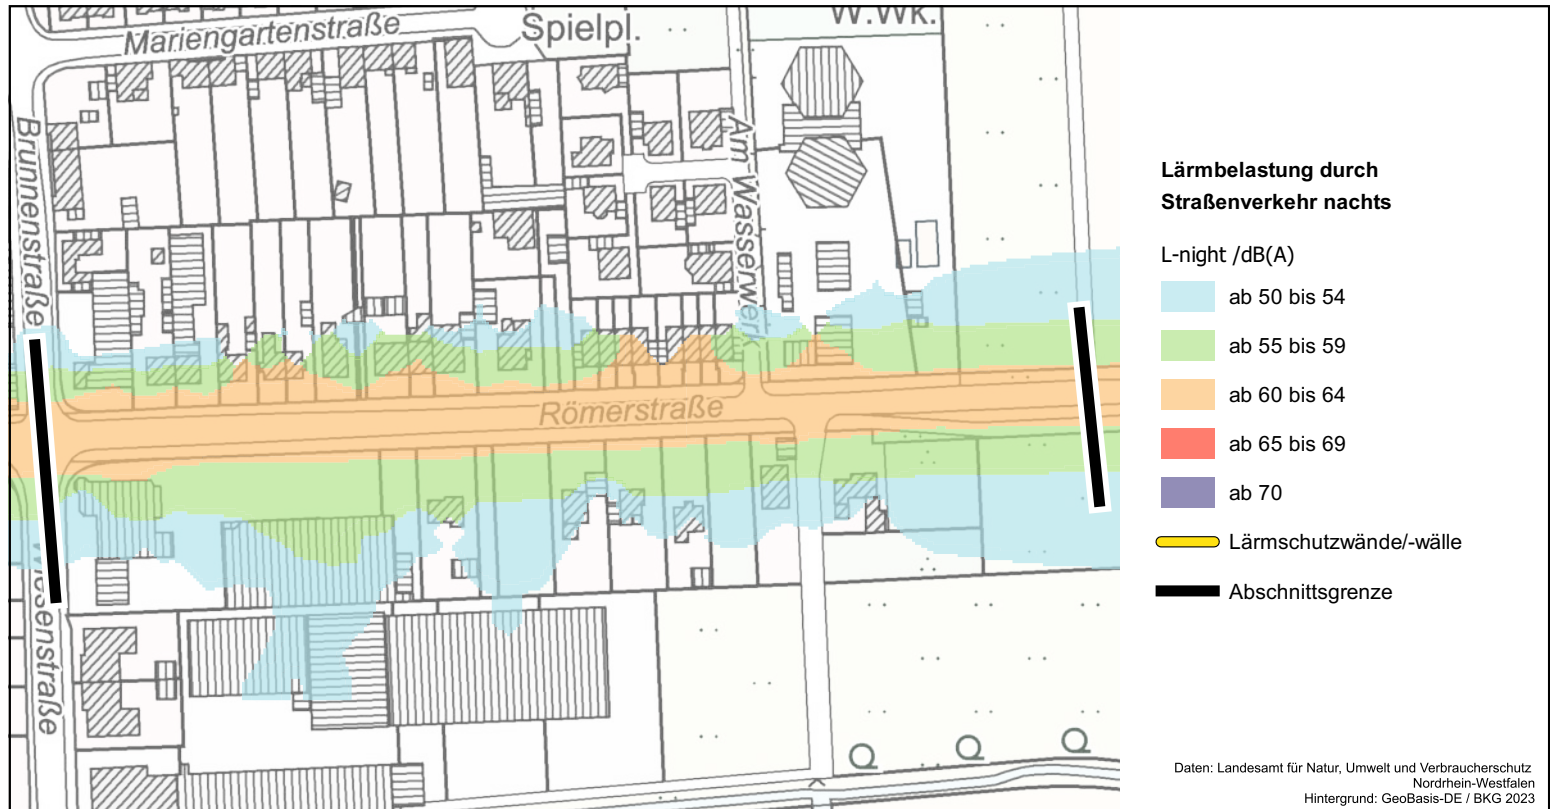 Mariengartenstraße
Spielpl.
W.Wk.
Brunnenstraße
Am Wasserwerk
Römerstraße
Wiesenstraße
Lärmbelastung durch
Straßenverkehr nachts
L-night /dB(A)
ab 50 bis 54
ab 55 bis 59
ab 60 bis 64
ab 65 bis 69
ab 70
Lärmschutzwände/-wälle
Abschnittsgrenze
Daten: Landesamt für Natur, Umwelt und Verbraucherschutz
Nordrhein-Westfalen
Hintergrund: GeoBasis-DE / BKG 2023